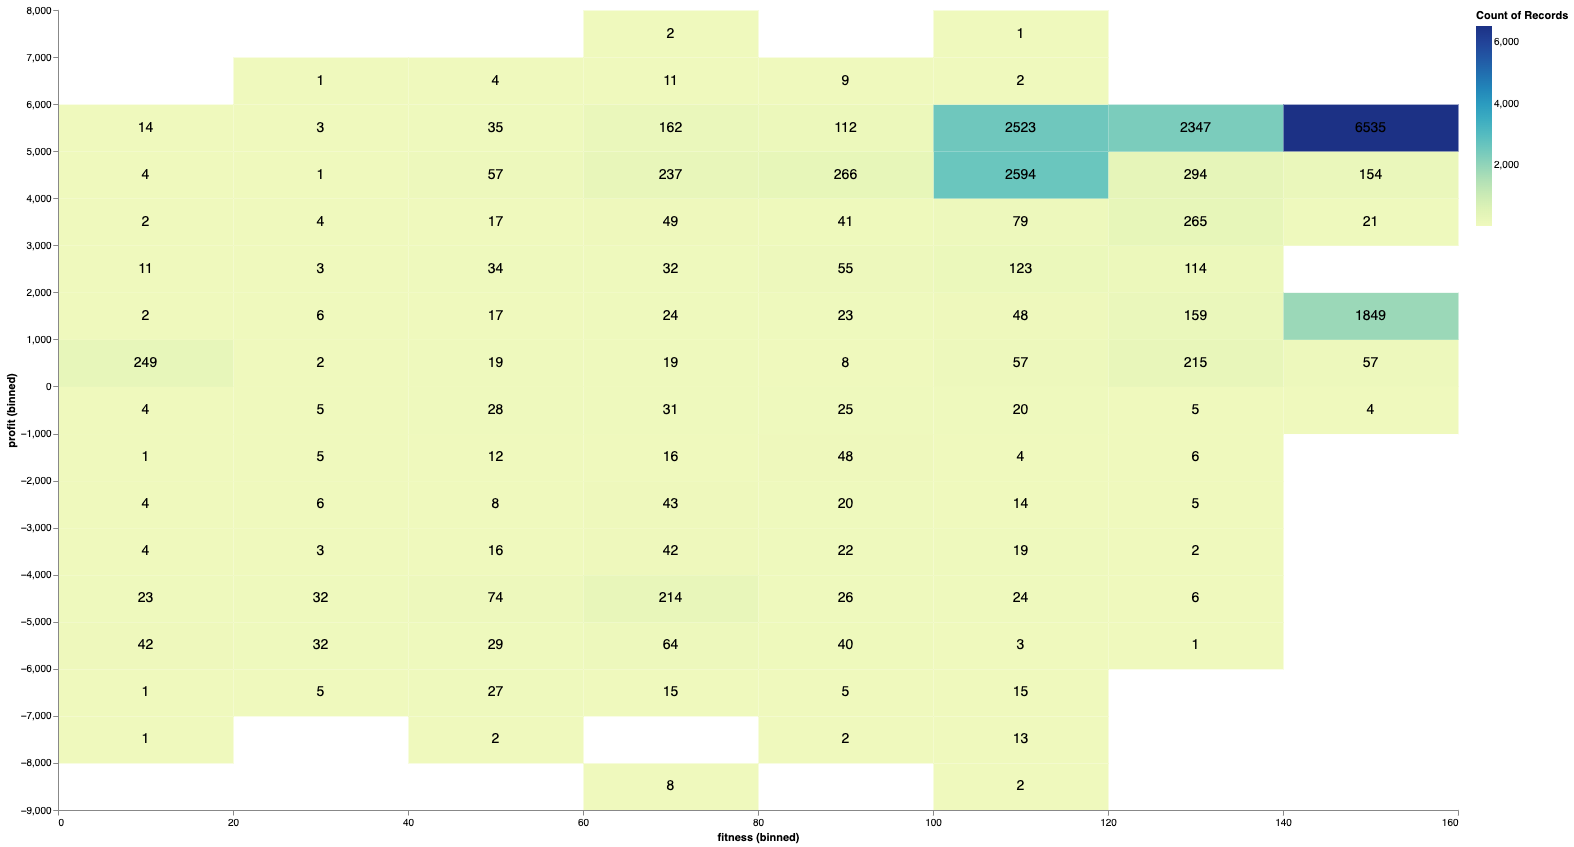 Count of Records
6,000
4,000
2,000
profit (binned)
8,000
2 1
7,000
1 4 11 9 2
6,000
14 3 35 162 112 2523 2347 6535
5,000
4 1 57 237 266 2594 294 154
4,000
2 4 17 49 41 79 265 21
3,000
11 3 34 32 55 123 114
2,000
2 6 17 24 23 48 159 1849
1,000
249 2 19 19 8 57 215 57
0
4 5 28 31 25 20 5 4
−1,000
1 5 12 16 48 4 6
−2,000
4 6 8 43 20 14 5
−3,000
4 3 16 42 22 19 2
−4,000
23 32 74 214 26 24 6
−5,000
42 32 29 64 40 3 1
−6,000
1 5 27 15 5 15
−7,000
1 2 2 13
−8,000
8 2
−9,000
0 20 40 60 80 100 120 140 160
fitness (binned)